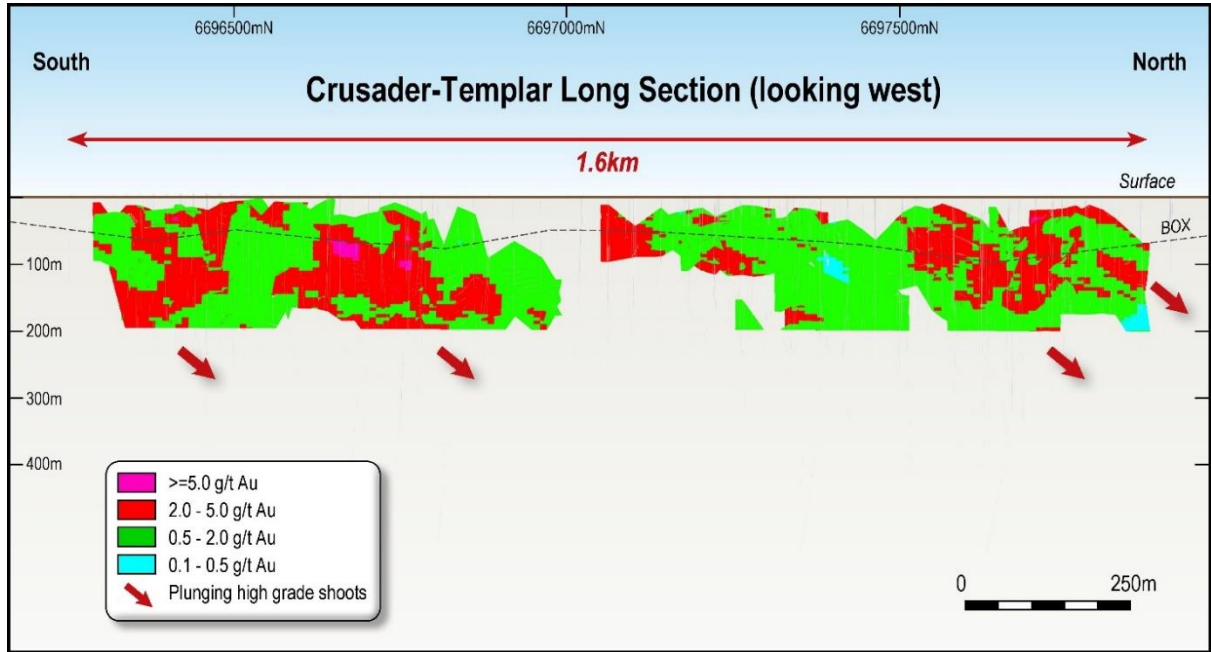 6696500mN
6697000mN
6697500mN
South
North
Crusader-Templar Long Section (looking west)
1.6km
Surface
BOX
100m
200m
300m
400m
>=5.0 g/t Au
2.0 - 5.0 g/t Au
0.5 - 2.0 g/t Au
0.1 - 0.5 g/t Au
Plunging high grade shoots
0
250m